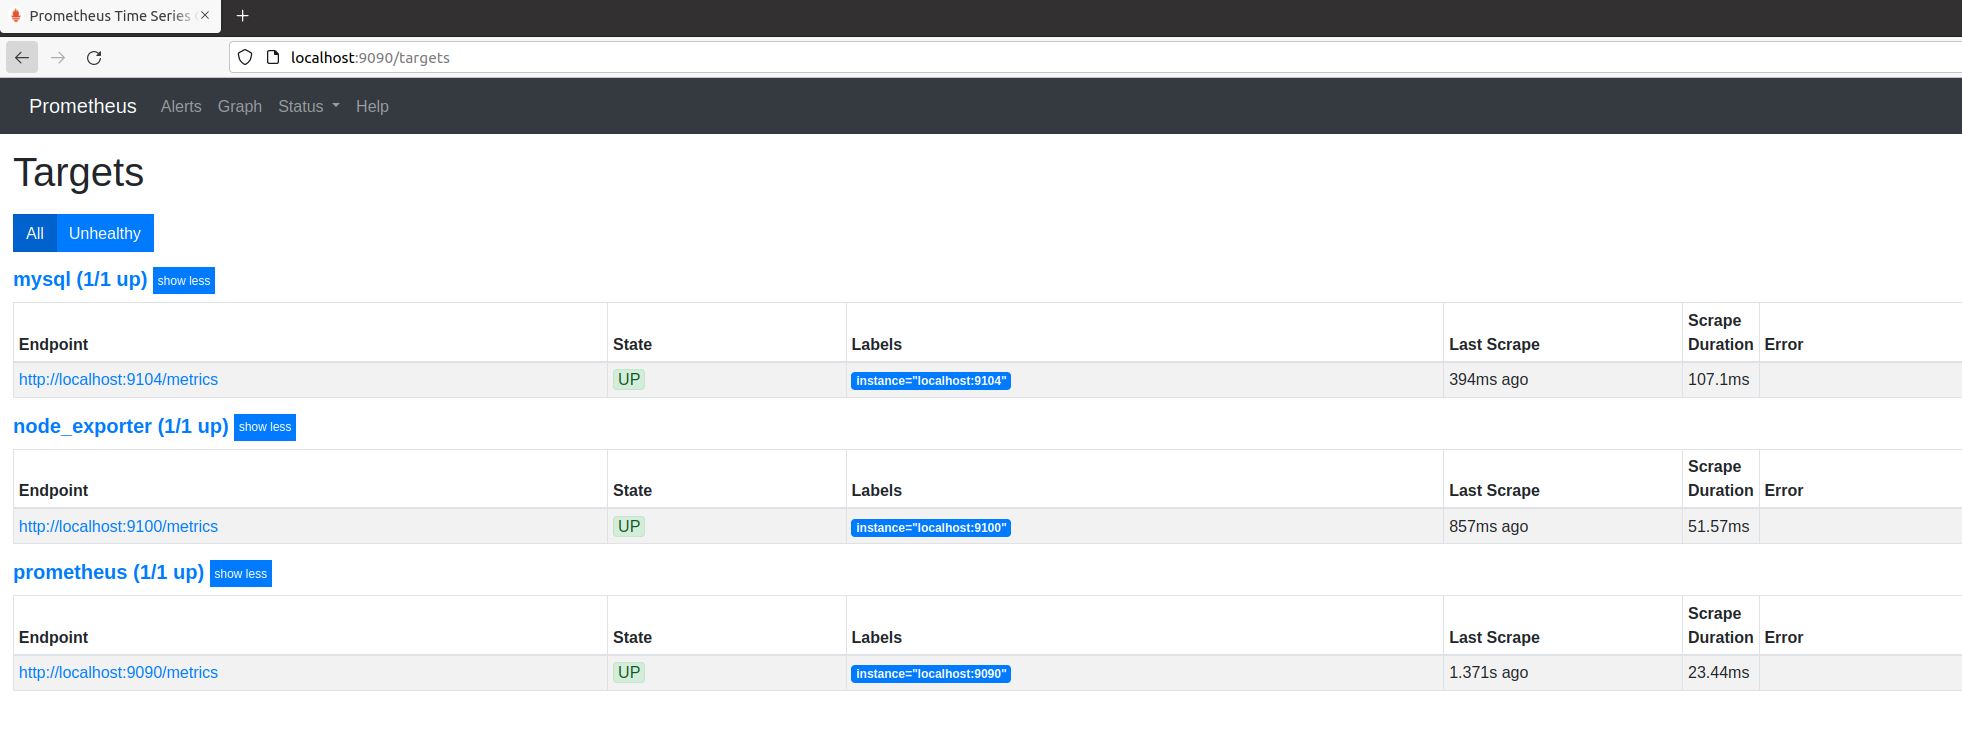 Prometheus Time Series
localhost:9090/targets
Prometheus Alerts Graph Status Help
Targets
All Unhealthy
mysql (1/1 up) show less
Endpoint State Labels Last Scrape Scrape Duration Error
http://localhost:9104/metrics UP instance="localhost:9104" 394ms ago 107.1ms
node_exporter (1/1 up) show less
Endpoint State Labels Last Scrape Scrape Duration Error
http://localhost:9100/metrics UP instance="localhost:9100" 857ms ago 51.57ms
prometheus (1/1 up) show less
Endpoint State Labels Last Scrape Scrape Duration Error
http://localhost:9090/metrics UP instance="localhost:9090" 1.371s ago 23.44ms